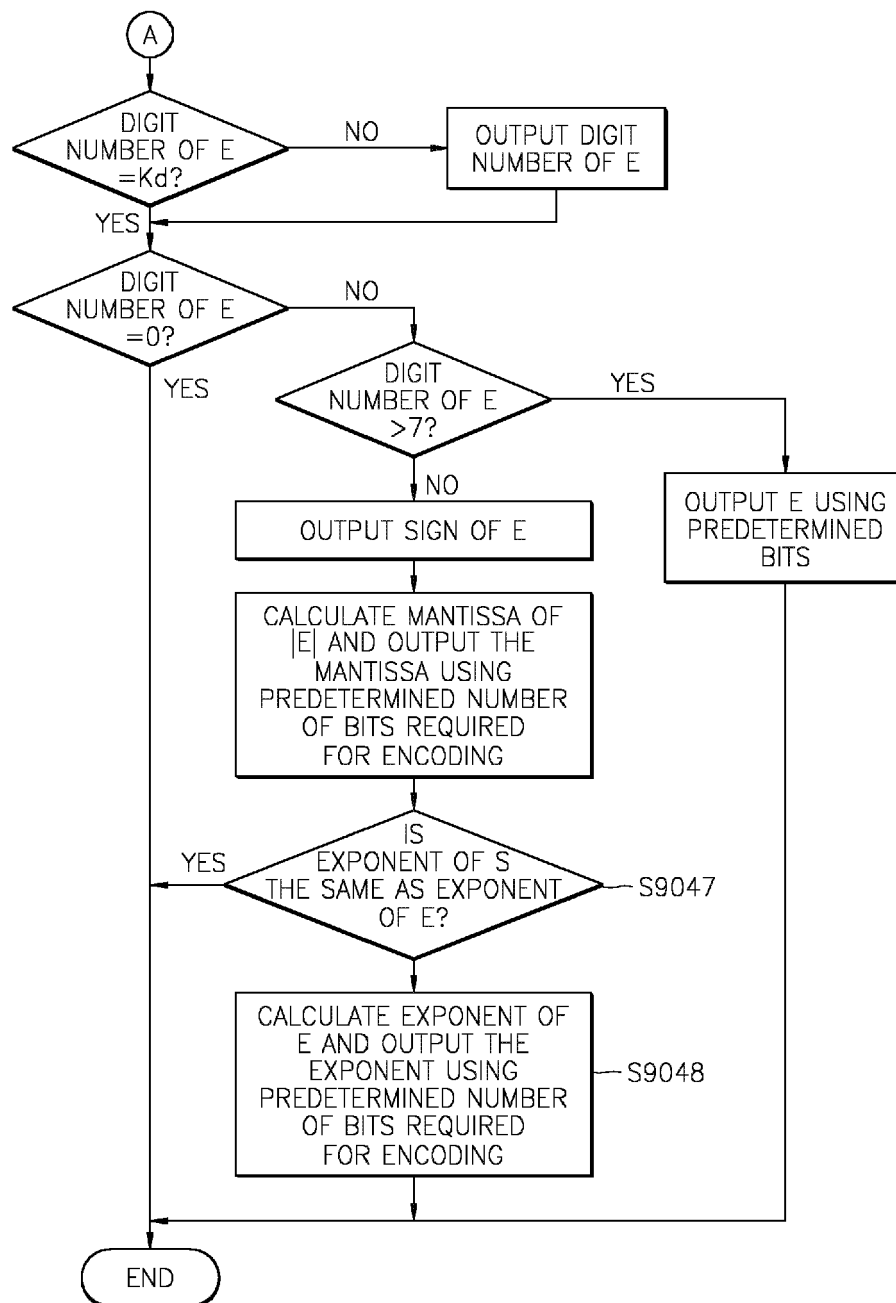 A
DIGIT
NUMBER OF E
=Kd?
NO
OUTPUT DIGIT
NUMBER OF E
YES
DIGIT
NUMBER OF E
=0?
NO
YES
DIGIT
NUMBER OF E
>7?
YES
NO
OUTPUT E USING
PREDETERMINED
BITS
OUTPUT SIGN OF E
CALCULATE MANTISSA OF
|E| AND OUTPUT THE
MANTISSA USING
PREDETERMINED NUMBER
OF BITS REQUIRED
FOR ENCODING
IS
EXPONENT OF S
THE SAME AS EXPONENT
OF E?
YES
S9047
CALCULATE EXPONENT OF
E AND OUTPUT THE
EXPONENT USING
PREDETERMINED NUMBER
OF BITS REQUIRED
FOR ENCODING
S9048
END